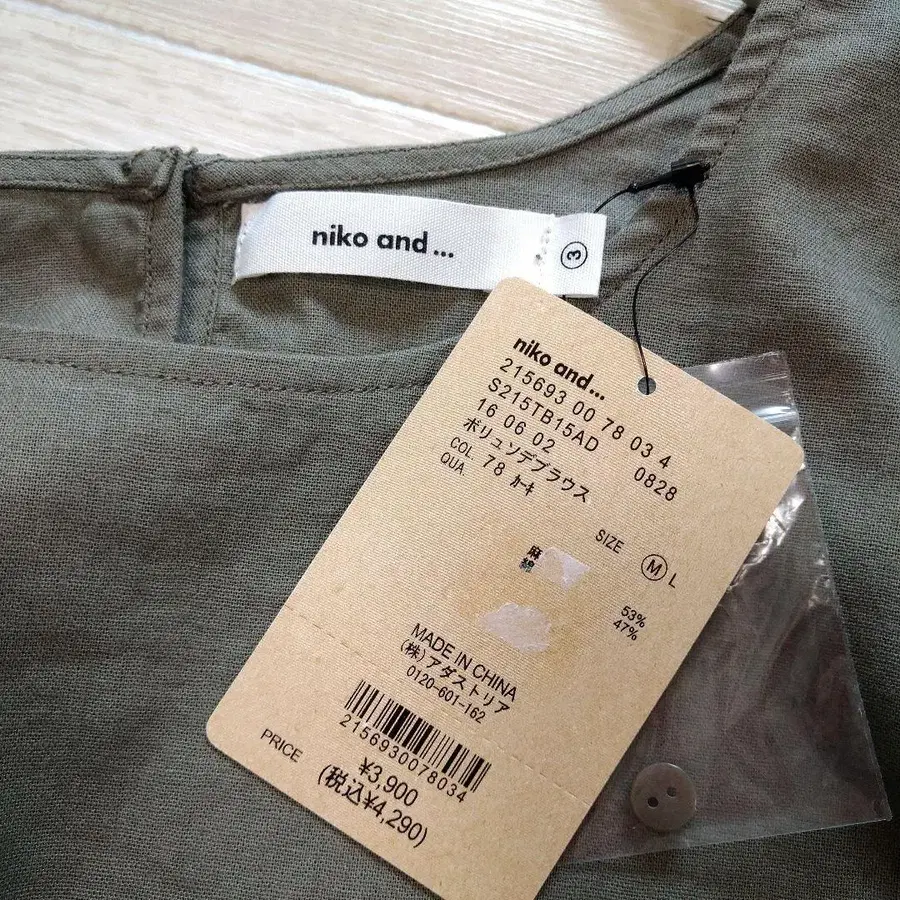 niko and ...
3
niko and...
215693 00 78 03 4
S215TB15AD 0828
16 06 02
ボリュソデブラウス
COL. 78 カーキ
QUA
SIZE Ⓜ L
麻 53%
綿 47%
MADE IN CHINA
(株)アダストリア
0120-601-162
2156930078034
PRICE ¥3,900
(税込¥4,290)